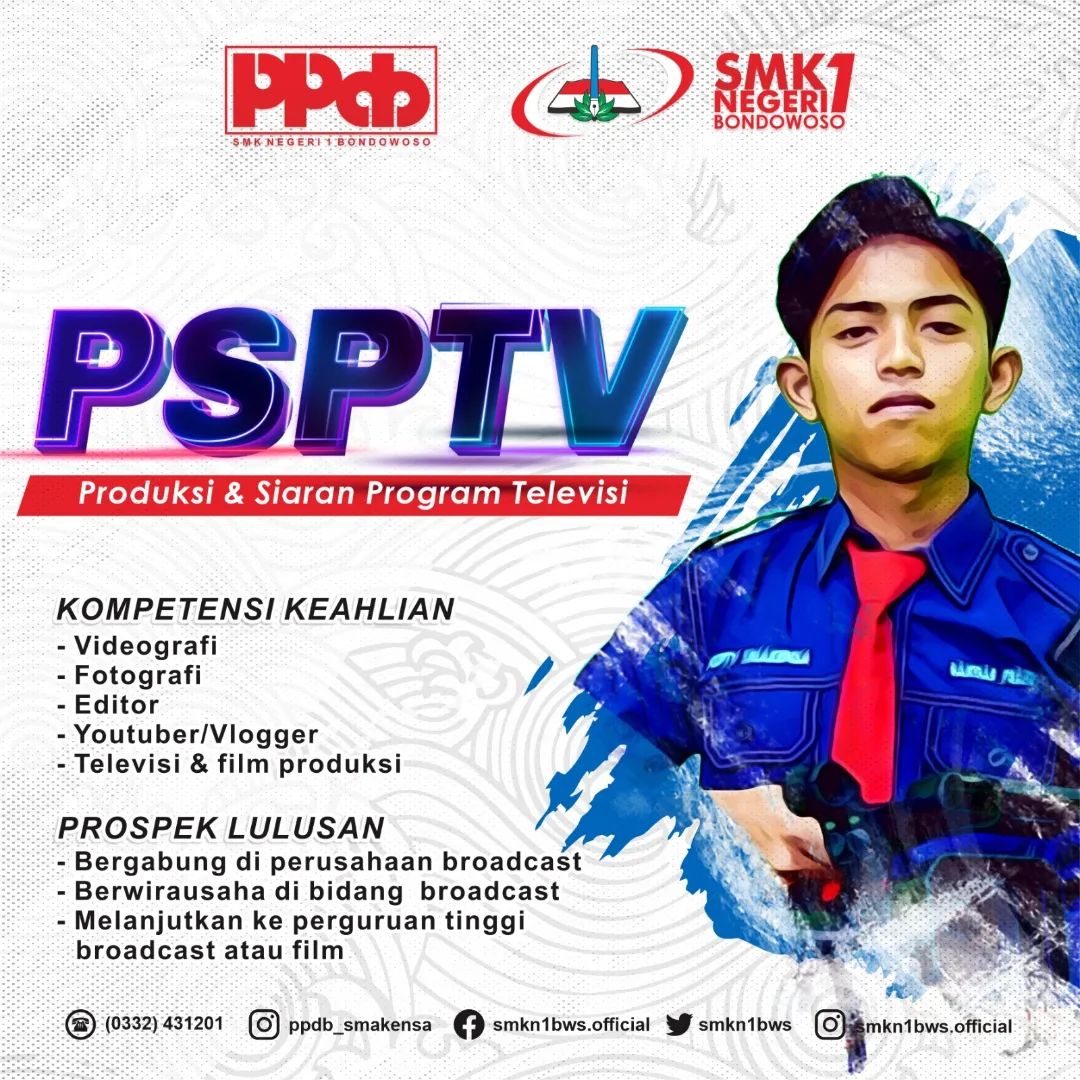 PPdb
SMK NEGERI 1 BONDOWOSO
SMK
NEGERI 1
BONDOWOSO
PSPTV
Produksi & Siaran Program Televisi
KOMPETENSI KEAHLIAN
- Videografi
- Fotografi
- Editor
- Youtuber/Vlogger
- Televisi & film produksi
PROSPEK LULUSAN
- Bergabung di perusahaan broadcast
- Berwirausaha di bidang broadcast
- Melanjutkan ke perguruan tinggi
broadcast atau film
(0332) 431201 ppdb_smakensa smkn1bws.official smkn1bws smkn1bws.official